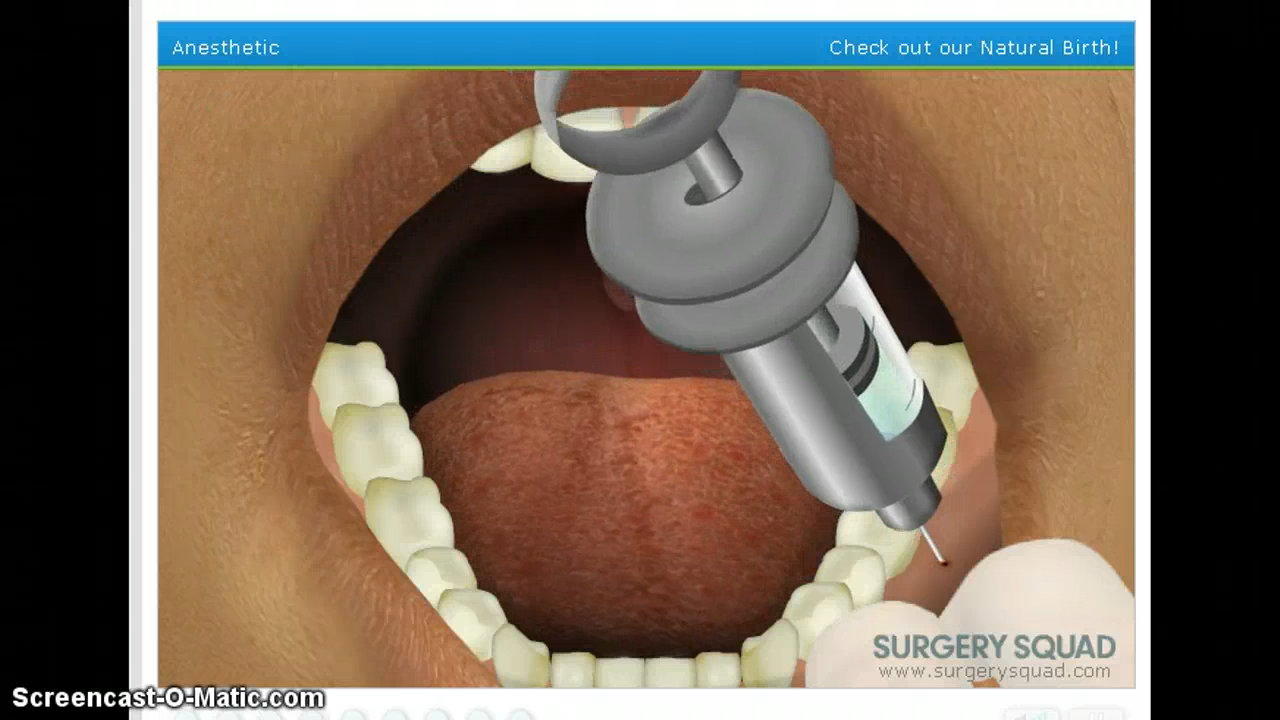 Anesthetic
Check out our Natural Birth!
SURGERY SQUAD
www.surgerysquad.com
Screencast-O-Matic.com